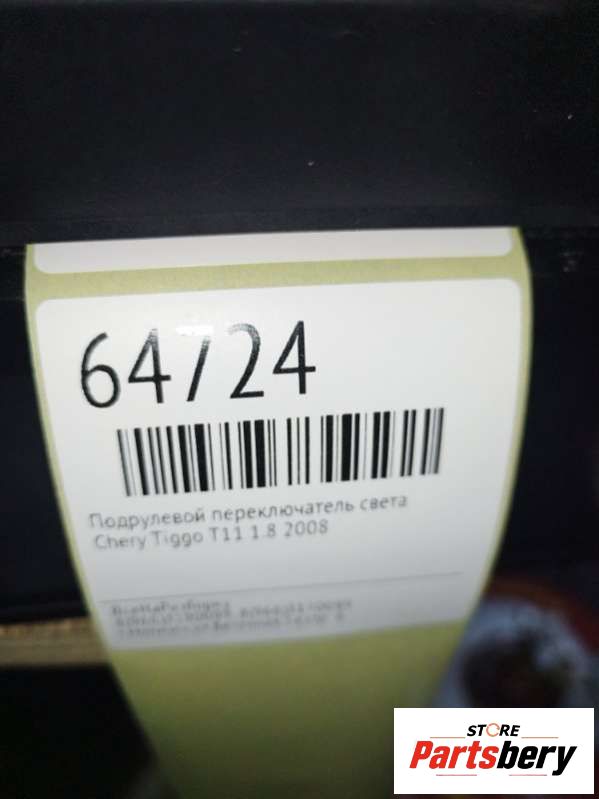 64724
Подрулевой переключатель света
Chery Tiggo T11 1.8 2008
STORE
Partsbery